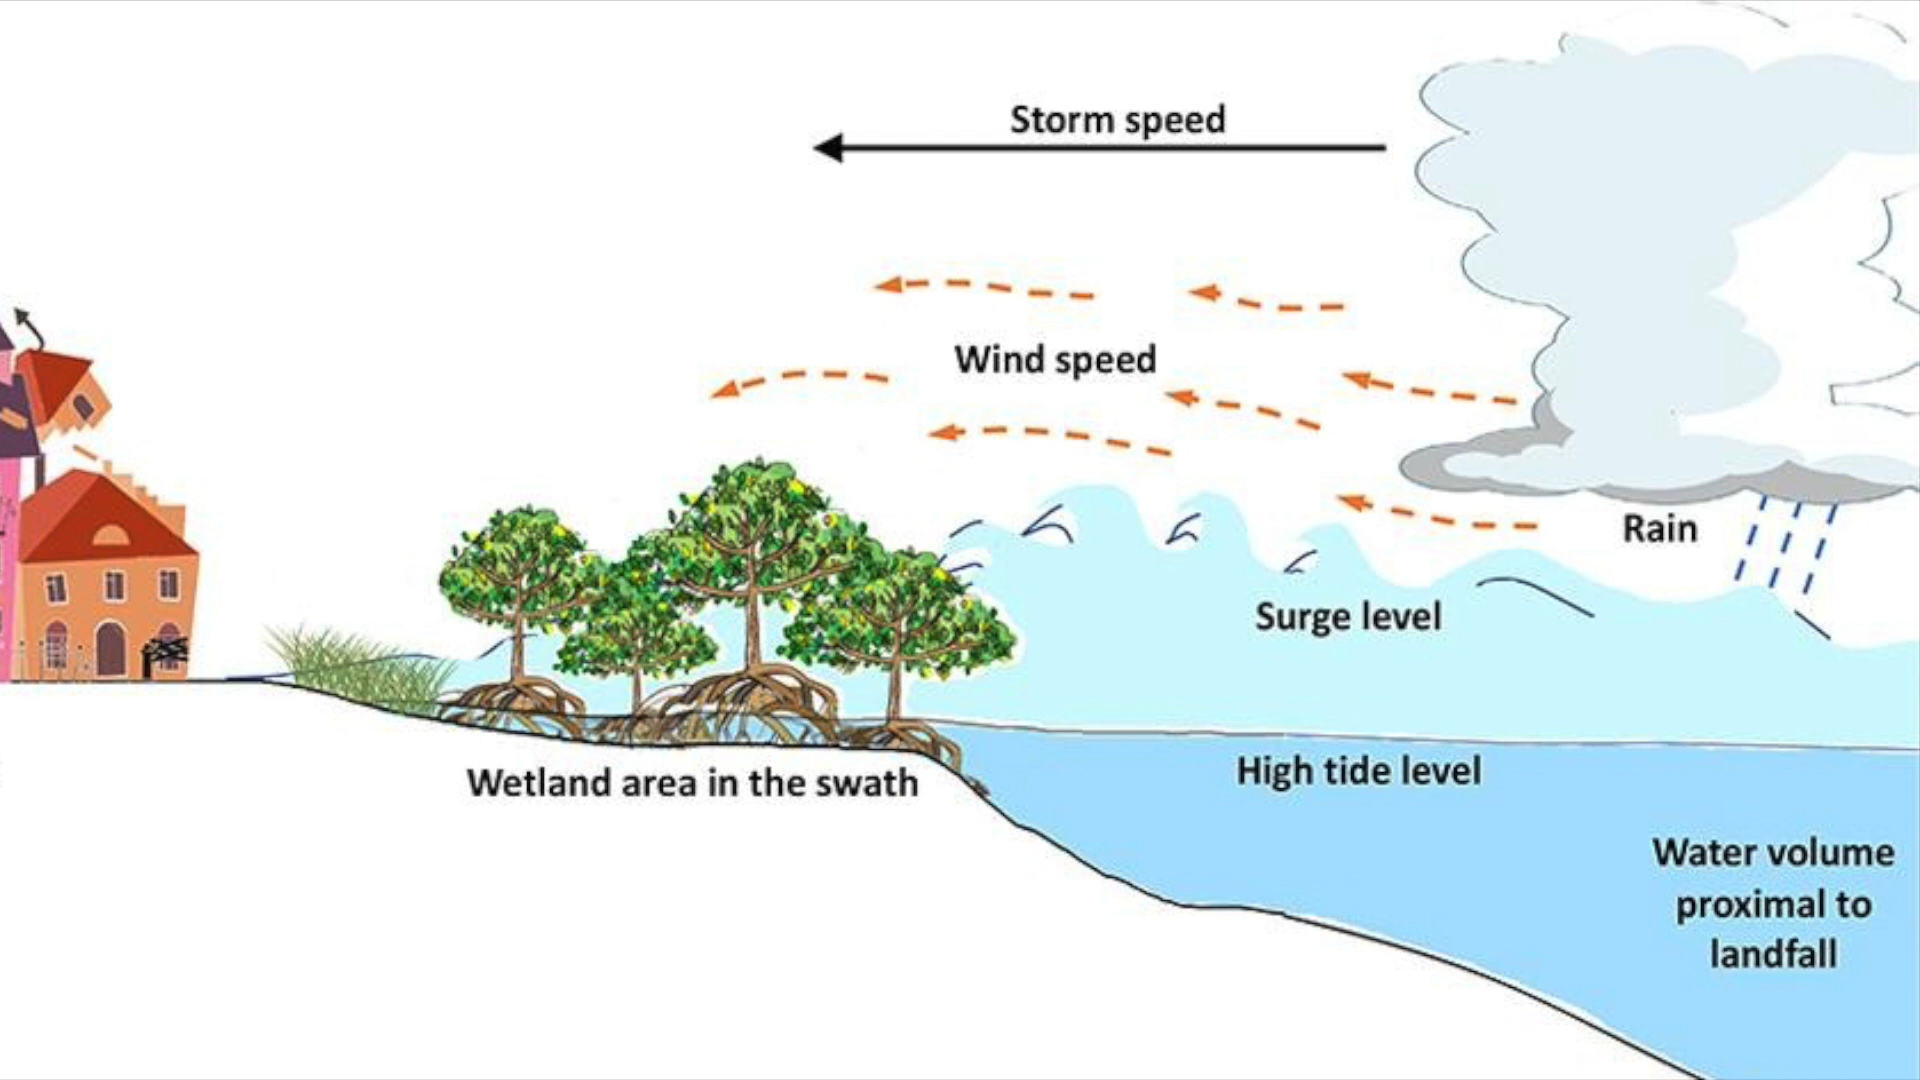 Storm speed
Wind speed
Rain
Surge level
High tide level
Wetland area in the swath
Water volume
proximal to
landfall